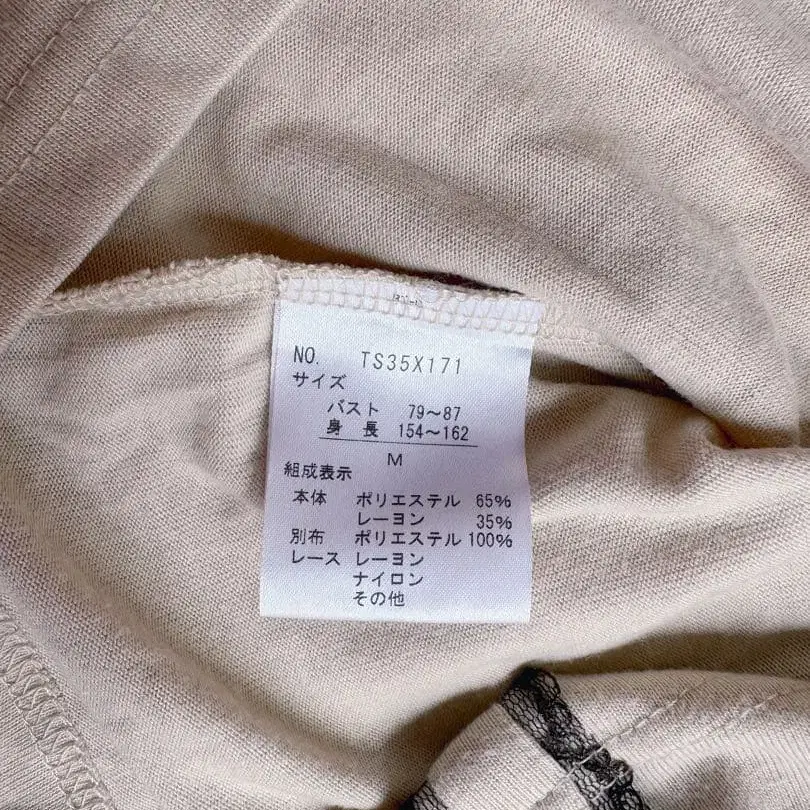 NO. TS35X171
サイズ
バスト 79～87
身長 154～162
M
組成表示
本体 ポリエステル 65%
レーヨン 35%
別布 ポリエステル 100%
レース レーヨン
ナイロン
その他